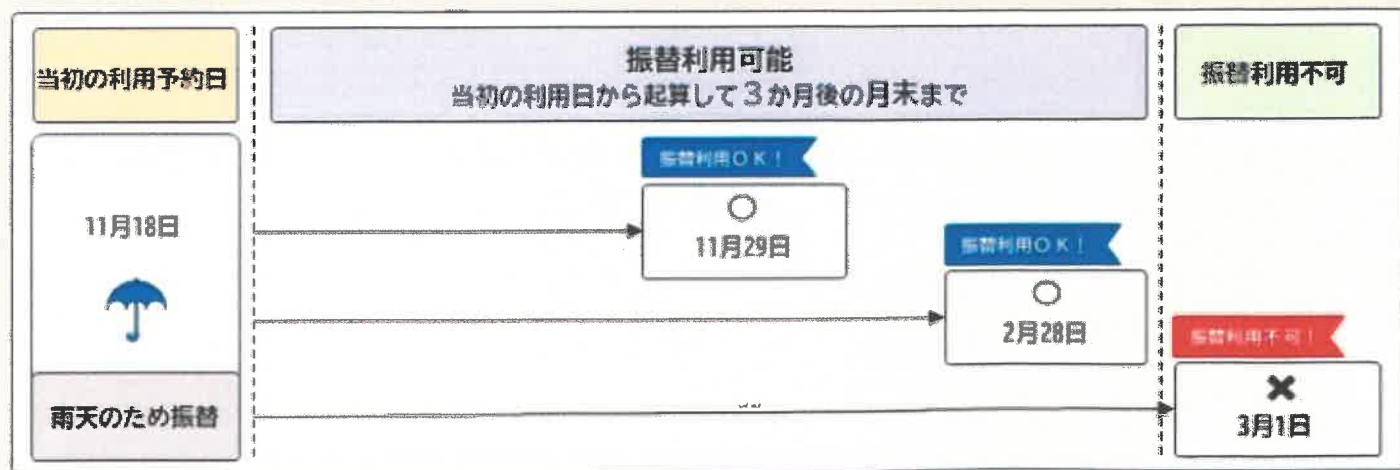 当初の利用予約日
振替利用可能
当初の利用日から起算して３か月後の月末まで
振替利用不可
振替利用ＯＫ！
○
11月29日
11月18日
振替利用ＯＫ！
○
2月28日
振替利用不可！
✖
3月1日
雨天のため振替